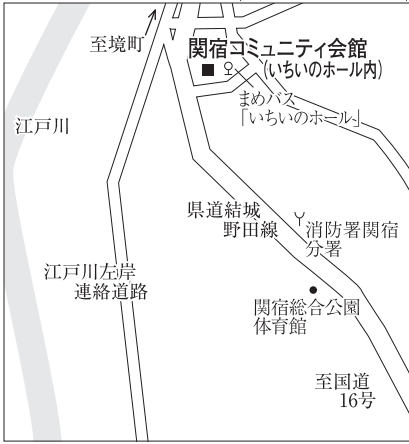 至境町
関宿コミュニティ会館
(いちいのホール内)
まめバス
「いちいのホール」
江戸川
県道結城
野田線
消防署関宿
分署
江戸川左岸
連絡道路
関宿総合公園
体育館
至国道
16号